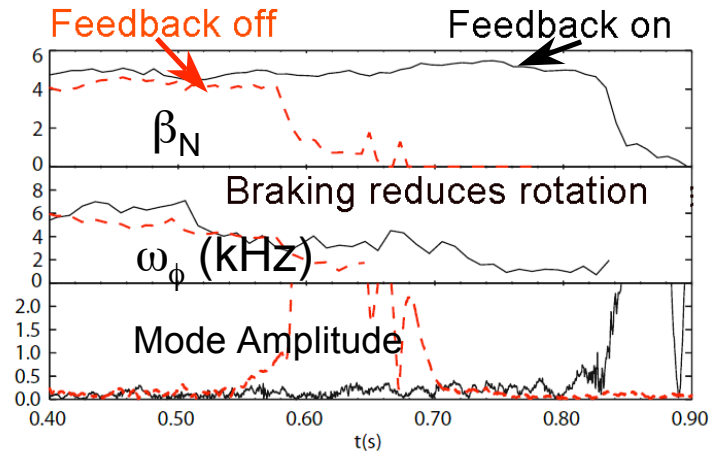 Feedback off
Feedback on
6
4
2
0
β_N
Braking reduces rotation
8
6
4
2
0
ω_ϕ (kHz)
2.0
1.5
1.0
0.5
0.0
Mode Amplitude
0.40 0.50 0.60 0.70 0.80 0.90
t(s)